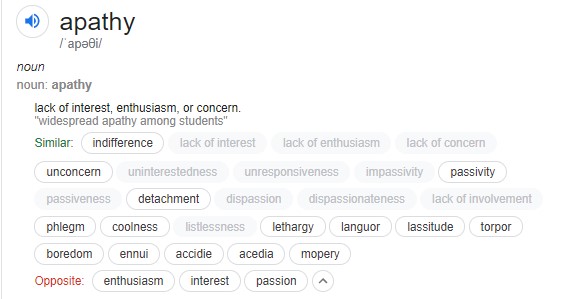 apathy
/ˈapəθi/
noun
noun: apathy
lack of interest, enthusiasm, or concern.
"widespread apathy among students"
Similar: indifference lack of interest lack of enthusiasm lack of concern
unconcern uninterestedness unresponsiveness impassivity passivity
passiveness detachment dispassion dispassionateness lack of involvement
phlegm coolness listlessness lethargy languor lassitude torpor
boredom ennui accidie acedia mopery
Opposite: enthusiasm interest passion